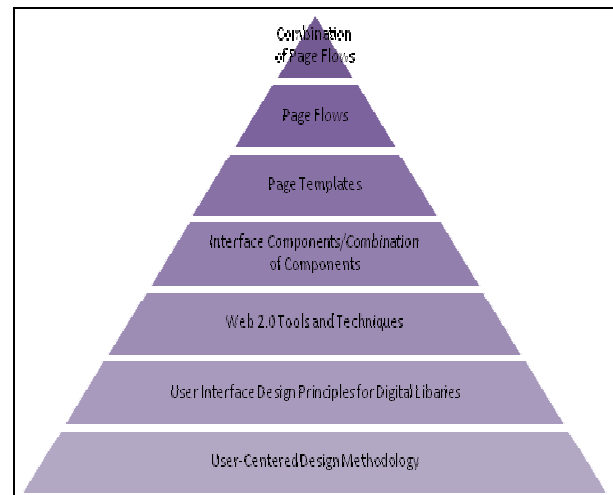 Combination
of Page Flows
Page Flows
Page Templates
Interface Components/Combination
of Components
Web 2.0 Tools and Techniques
User Interface Design Principles for Digital Libaries
User-Centered Design Methodology